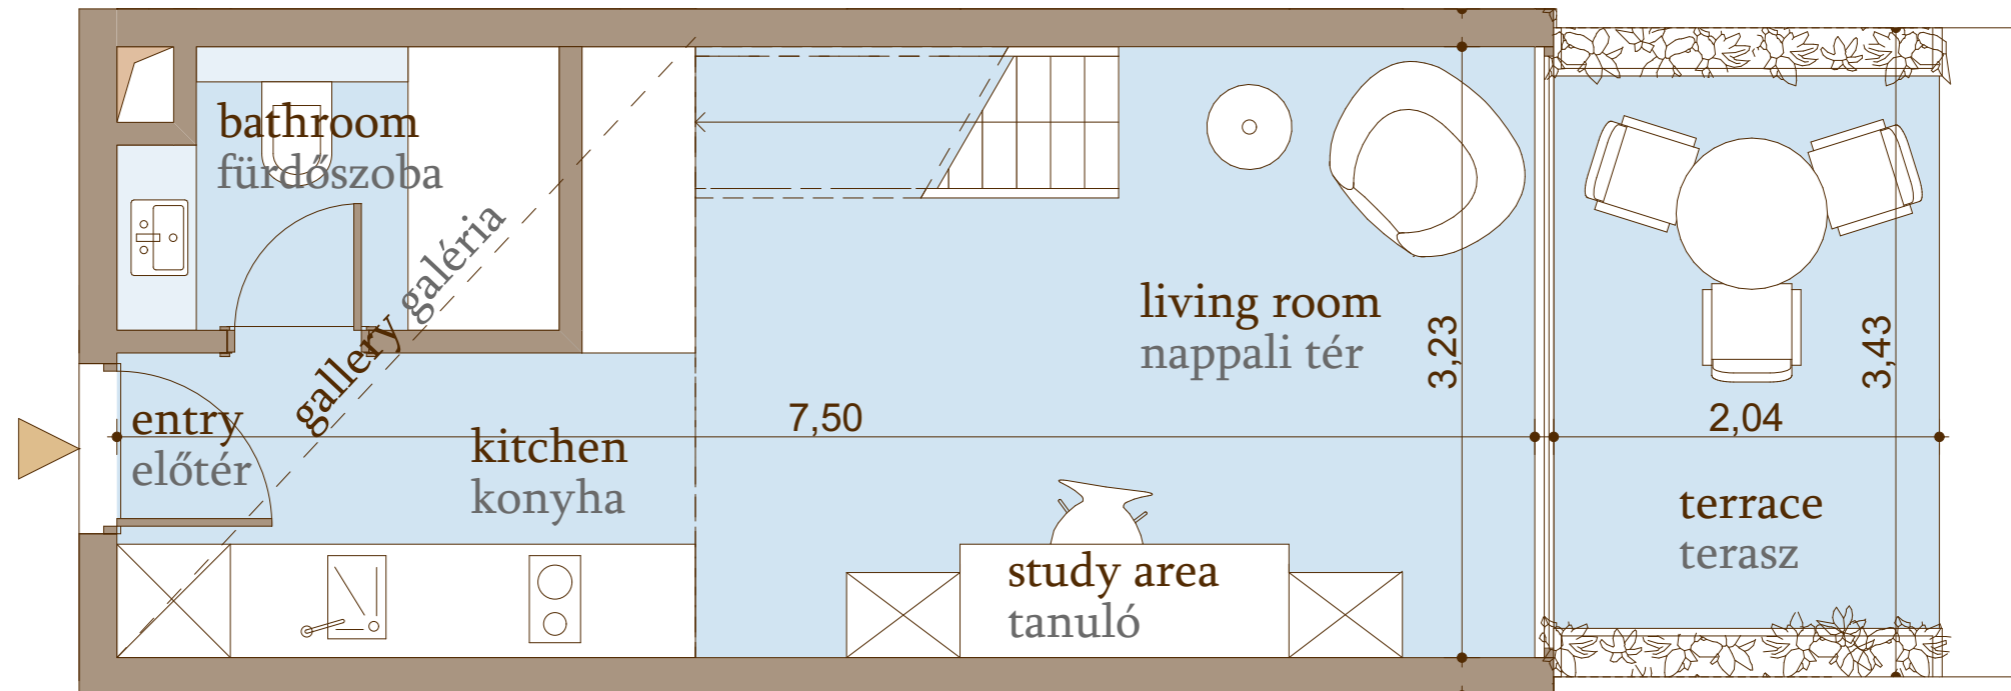 bathroom
fürdőszoba
gallery galéria
entry
előtér
kitchen
konyha
7,50
living room
nappali tér
3,23
study area
tanuló
2,04
3,43
terrace
terasz